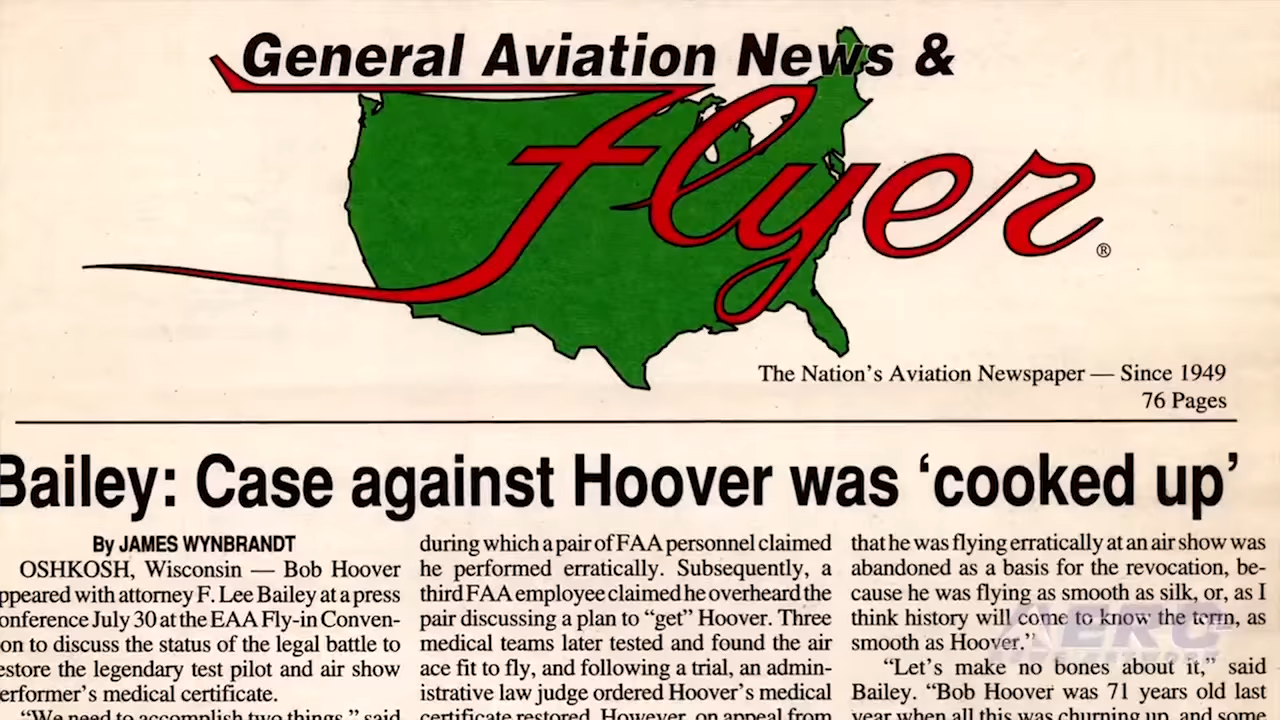 General Aviation News &
Flyer®
The Nation's Aviation Newspaper — Since 1949
76 Pages
Bailey: Case against Hoover was ‘cooked up’
By JAMES WYNBRANDT
OSHKOSH, Wisconsin — Bob Hoover
ppeared with attorney F. Lee Bailey at a press
onference July 30 at the EAA Fly-in Conven-
on to discuss the status of the legal battle to
estore the legendary test pilot and air show
erformer's medical certificate.
“We need to accomplish two things,” said
during which a pair of FAA personnel claimed
he performed erratically. Subsequently, a
third FAA employee claimed he overheard the
pair discussing a plan to “get” Hoover. Three
medical teams later tested and found the air
ace fit to fly, and following a trial, an admin-
istrative law judge ordered Hoover's medical
certificate restored. However, on appeal from
that he was flying erratically at an air show was
abandoned as a basis for the revocation, be-
cause he was flying as smooth as silk, or, as I
think history will come to know the term, as
smooth as Hoover.”
“Let's make no bones about it,” said
Bailey. “Bob Hoover was 71 years old last
year when all this was churning up, and some
AERO